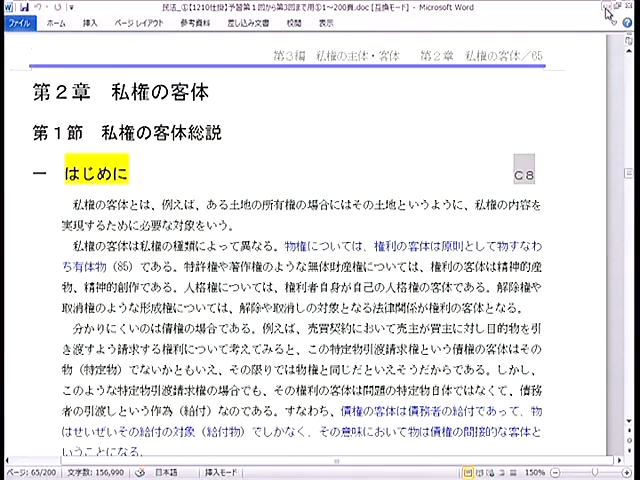 民法_①【1210仕掛】予習第１回から第3回まで用①1～200頁.doc [互換モード] - Microsoft Word
ファイル ホーム 挿入 ページ レイアウト 参考資料 差し込み文書 校閲 表示
第３編　私権の主体・客体　第２章　私権の客体／65
第２章　私権の客体
第１節　私権の客体総説
一　はじめに
C８
私権の客体とは、例えば、ある土地の所有権の場合にはその土地というように、私権の内容を
実現するために必要な対象をいう。
私権の客体は私権の種類によって異なる。物権については、権利の客体は原則として物すなわ
ち有体物（85）である。特許権や著作権のような無体財産権については、権利の客体は精神的産
物、精神的創作である。人格権については、権利者自身が自己の人格権の客体である。解除権や
取消権のような形成権については、解除や取消しの対象となる法律関係が権利の客体となる。
分かりにくいのは債権の場合である。例えば、売買契約において売主が買主に対し目的物を引
き渡すよう請求する権利について考えてみると、この特定物引渡請求権という債権の客体はその
物（特定物）でないかともいえ、その限りでは物権と同じだといえそうだからである。しかし、
このような特定物引渡請求権の場合でも、その権利の客体は問題の特定物自体ではなくて、債務
者の引渡しという作為（給付）なのである。すなわち、債権の客体は債務者の給付であって、物
はせいぜいその給付の対象（給付物）でしかなく、その意味において物は債権の間接的な客体と
いうことになる。
ページ: 65/200 文字数: 156,990 日本語 挿入モード 150%